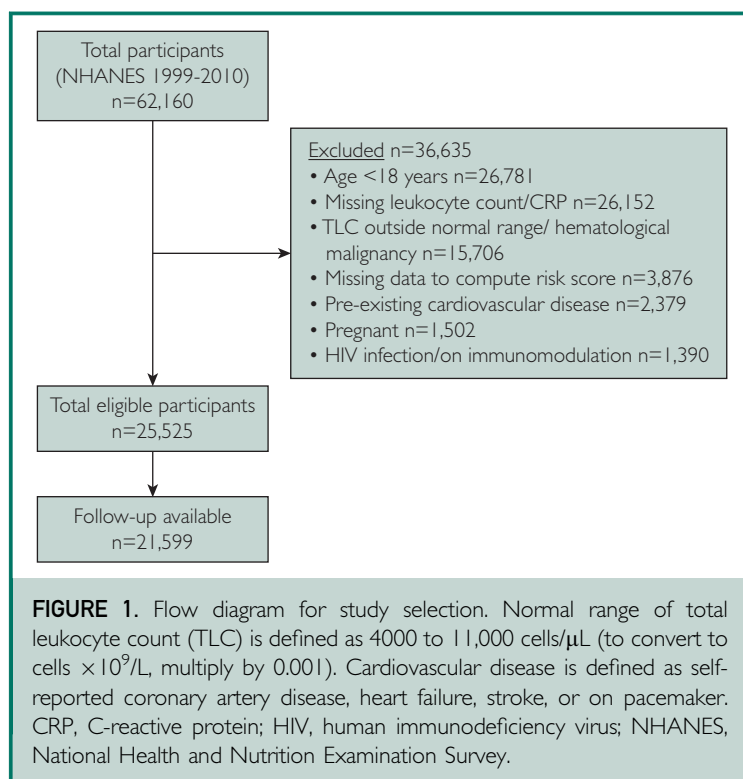 Total participants
(NHANES 1999-2010)
n=62,160
Excluded n=36,635
• Age <18 years n=26,781
• Missing leukocyte count/CRP n=26,152
• TLC outside normal range/ hematological
malignancy n=15,706
• Missing data to compute risk score n=3,876
• Pre-existing cardiovascular disease n=2,379
• Pregnant n=1,502
• HIV infection/on immunomodulation n=1,390
Total eligible participants
n=25,525
Follow-up available
n=21,599
FIGURE 1. Flow diagram for study selection. Normal range of total
leukocyte count (TLC) is defined as 4000 to 11,000 cells/μL (to convert to
cells ×10⁹/L, multiply by 0.001). Cardiovascular disease is defined as self-
reported coronary artery disease, heart failure, stroke, or on pacemaker.
CRP, C-reactive protein; HIV, human immunodeficiency virus; NHANES,
National Health and Nutrition Examination Survey.